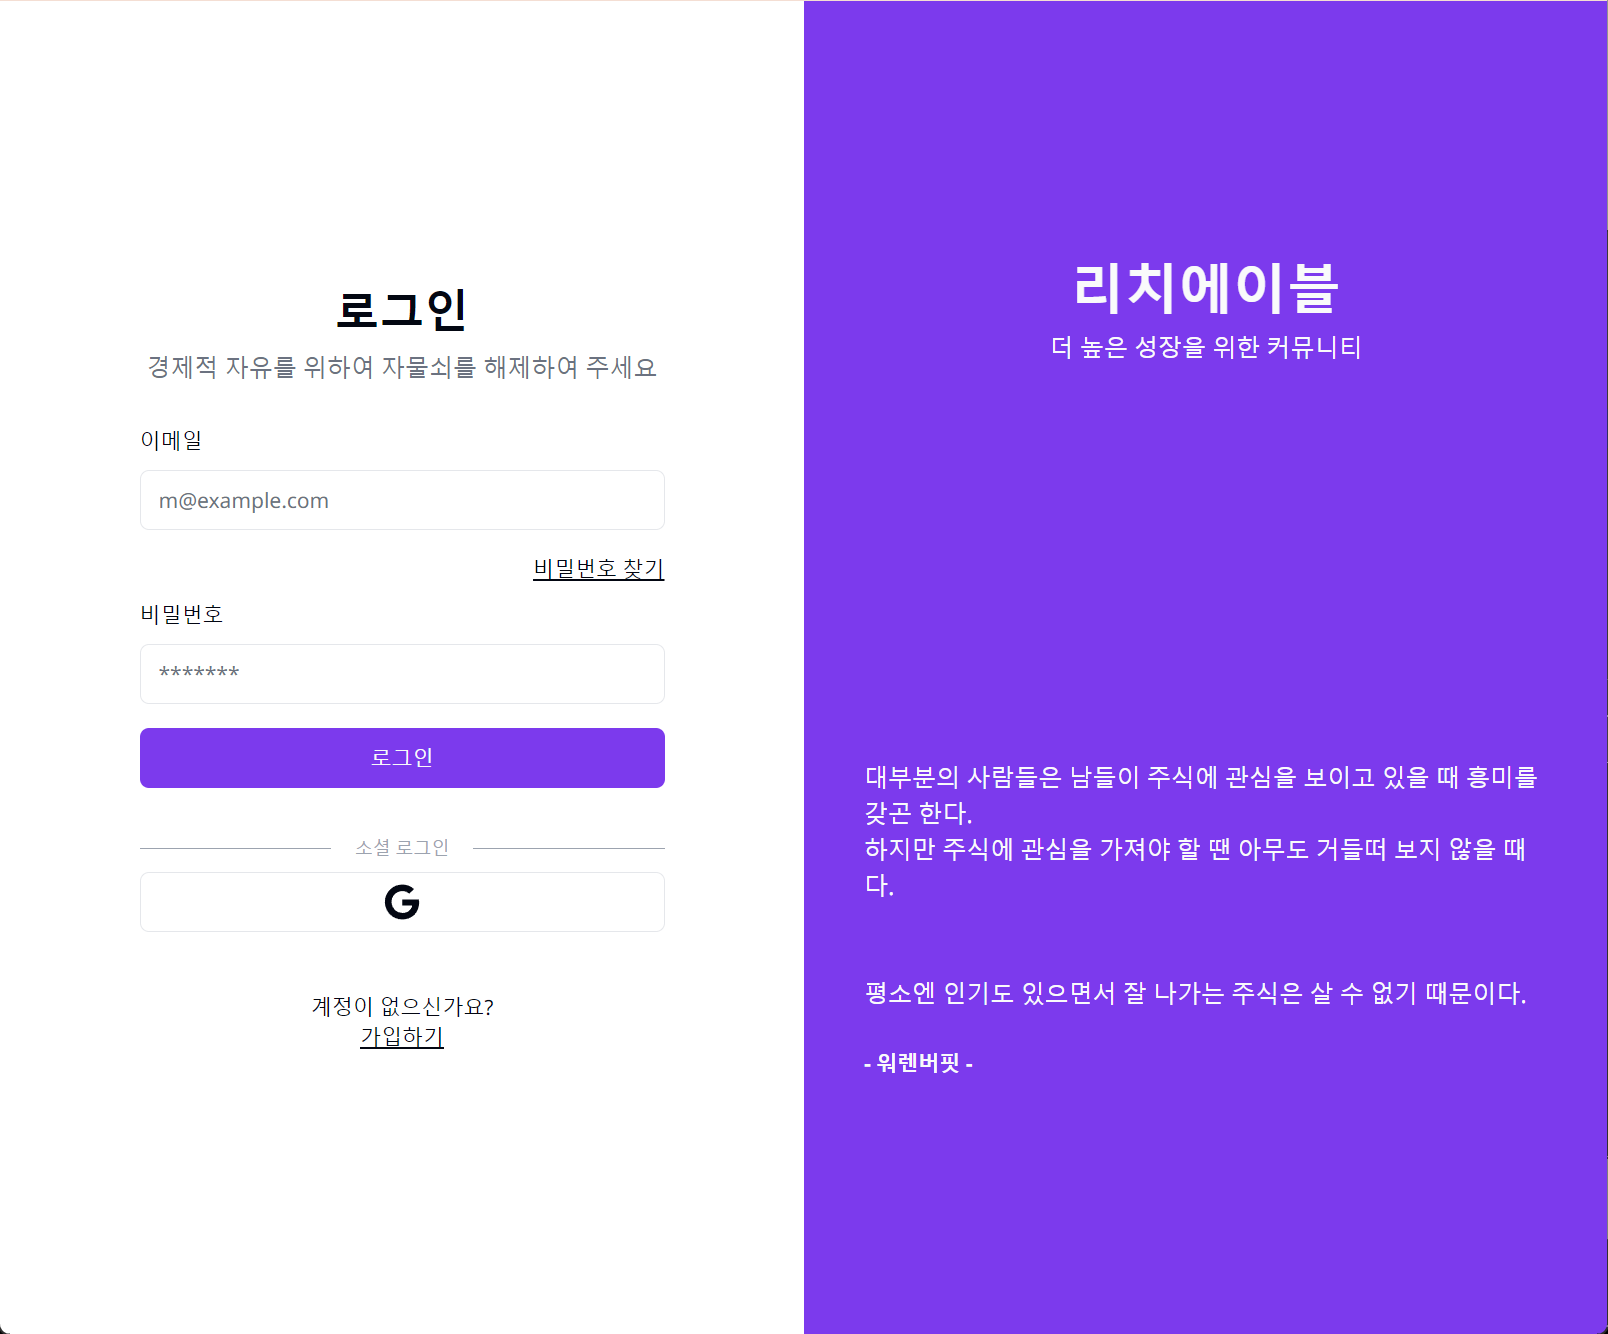 로그인
경제적 자유를 위하여 자물쇠를 해제하여 주세요
이메일
m@example.com
비밀번호 찾기
비밀번호
*******
로그인
소셜 로그인
G
계정이 없으신가요?
가입하기
리치에이블
더 높은 성장을 위한 커뮤니티
대부분의 사람들은 남들이 주식에 관심을 보이고 있을 때 흥미를
갖곤 한다.
하지만 주식에 관심을 가져야 할 땐 아무도 거들떠 보지 않을 때
다.
평소엔 인기도 있으면서 잘 나가는 주식은 살 수 없기 때문이다.
- 워렌버핏 -